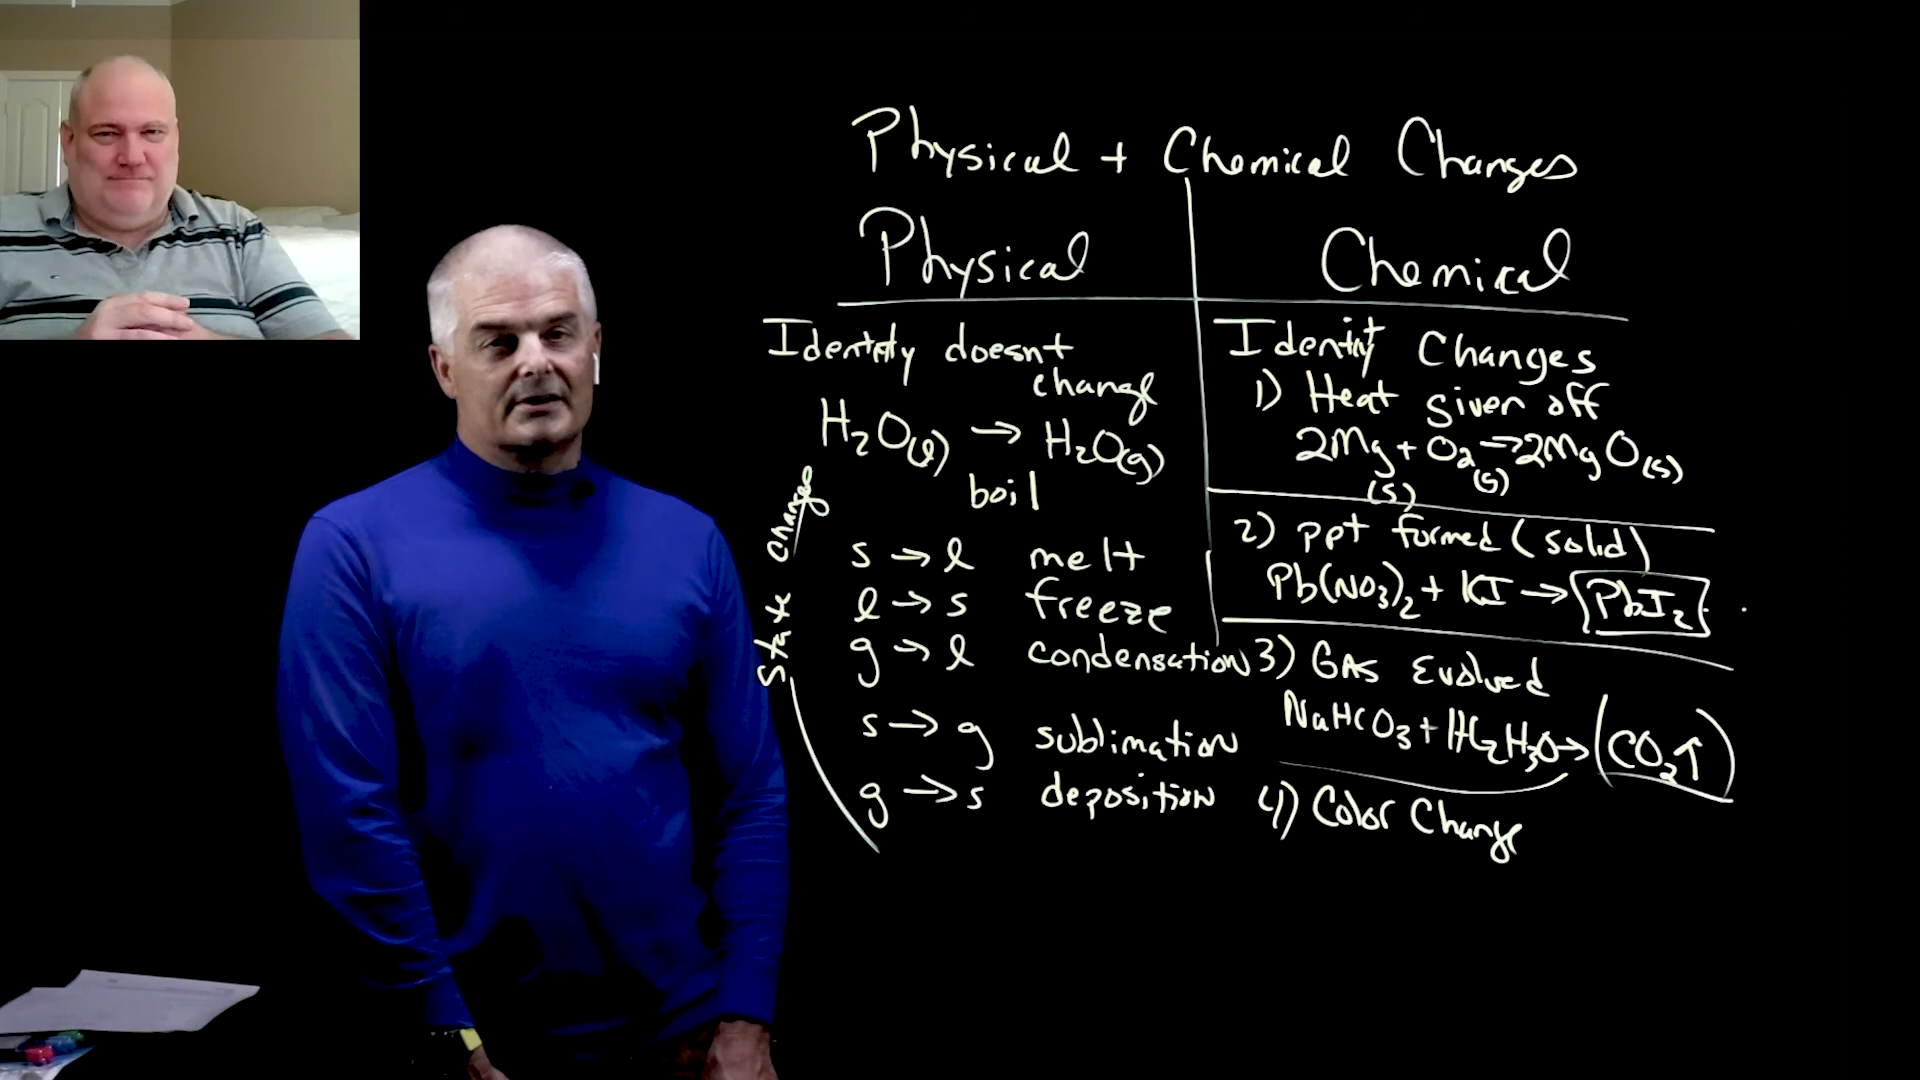 Physical + Chemical Changes
Physical
Identity doesnt
change
H₂O(l) → H₂O(g)
boil
state changes
s → l melt
l → s freeze
g → l condensation
s → g sublimation
g → s deposition
Chemical
Identity Changes
1) Heat given off
2Mg + O₂ → 2MgO(s)
(s) (g)
2) ppt formed (solid)
Pb(NO₃)₂ + KI → PbI₂
3) GAS Evolved
NaHCO₃ + HC₂H₃O → CO₂↑
4) Color Change